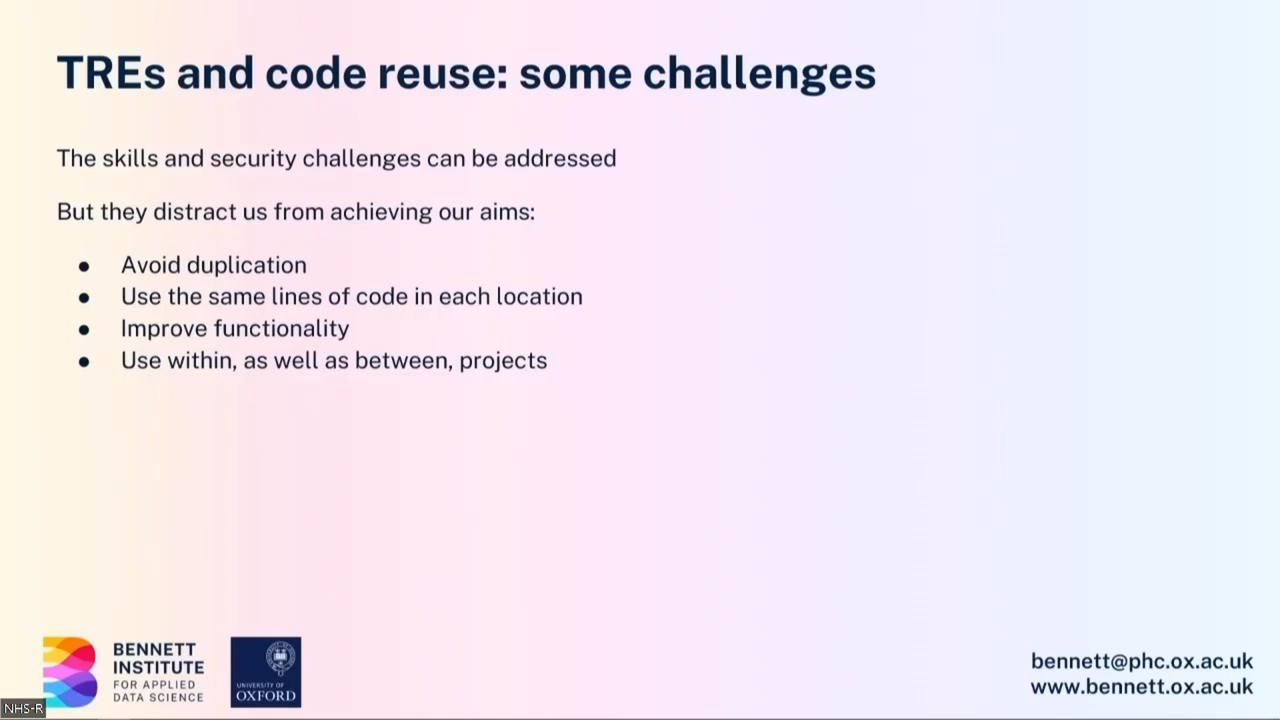 TREs and code reuse: some challenges
The skills and security challenges can be addressed
But they distract us from achieving our aims:
● Avoid duplication
● Use the same lines of code in each location
● Improve functionality
● Use within, as well as between, projects
BENNETT
INSTITUTE
FOR APPLIED
DATA SCIENCE
UNIVERSITY OF
OXFORD
bennett@phc.ox.ac.uk
www.bennett.ox.ac.uk
NHS-R